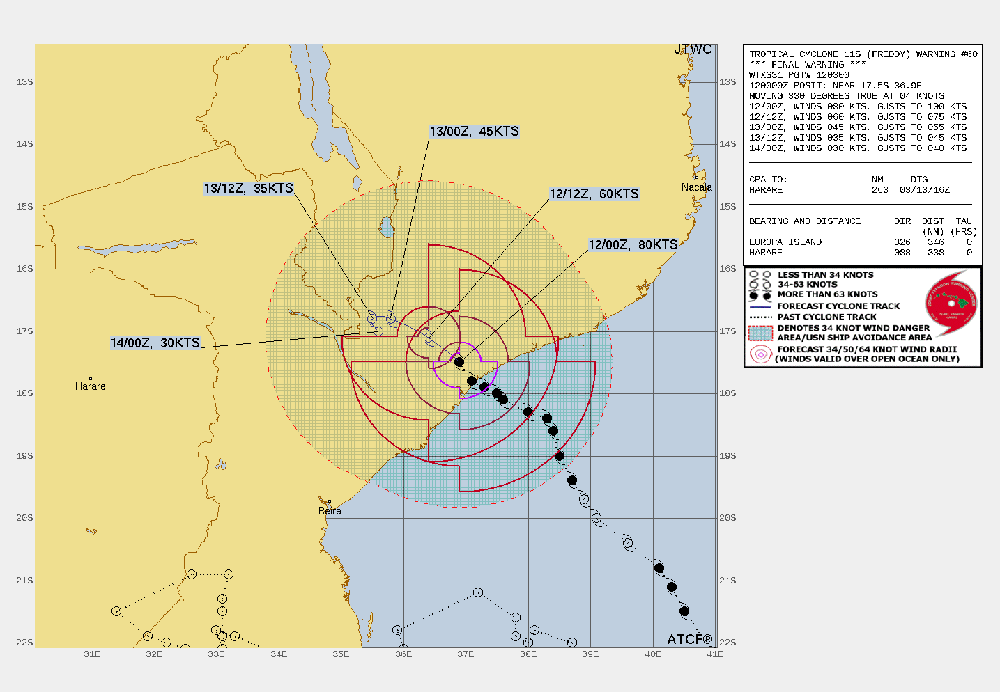 JTWC
13S
13S
14S
14S
15S
15S
16S
16S
17S
17S
18S
18S
19S
19S
20S
20S
21S
21S
22S
22S
31E
32E
33E
34E
35E
36E
37E
38E
39E
40E
41E
13/00Z, 45KTS
13/12Z, 35KTS
12/12Z, 60KTS
12/00Z, 80KTS
14/00Z, 30KTS
Nacala
Harare
Beira
ATCF®
TROPICAL CYCLONE 11S (FREDDY) WARNING #60
*** FINAL WARNING ***
WTXS31 PGTW 120300
120000Z POSIT: NEAR 17.5S 36.9E
MOVING 330 DEGREES TRUE AT 04 KNOTS
12/00Z, WINDS 080 KTS, GUSTS TO 100 KTS
12/12Z, WINDS 060 KTS, GUSTS TO 075 KTS
13/00Z, WINDS 045 KTS, GUSTS TO 055 KTS
13/12Z, WINDS 035 KTS, GUSTS TO 045 KTS
14/00Z, WINDS 030 KTS, GUSTS TO 040 KTS
CPA TO: NM DTG
HARARE 263 03/13/16Z
BEARING AND DISTANCE DIR DIST TAU
(NM) (HRS)
EUROPA_ISLAND 326 346 0
HARARE 088 338 0
LESS THAN 34 KNOTS
34-63 KNOTS
MORE THAN 63 KNOTS
FORECAST CYCLONE TRACK
PAST CYCLONE TRACK
DENOTES 34 KNOT WIND DANGER
AREA/USN SHIP AVOIDANCE AREA
FORECAST 34/50/64 KNOT WIND RADII
(WINDS VALID OVER OPEN OCEAN ONLY)
JOINT TYPHOON WARNING CENTER
PEARL HARBOR
HAWAII